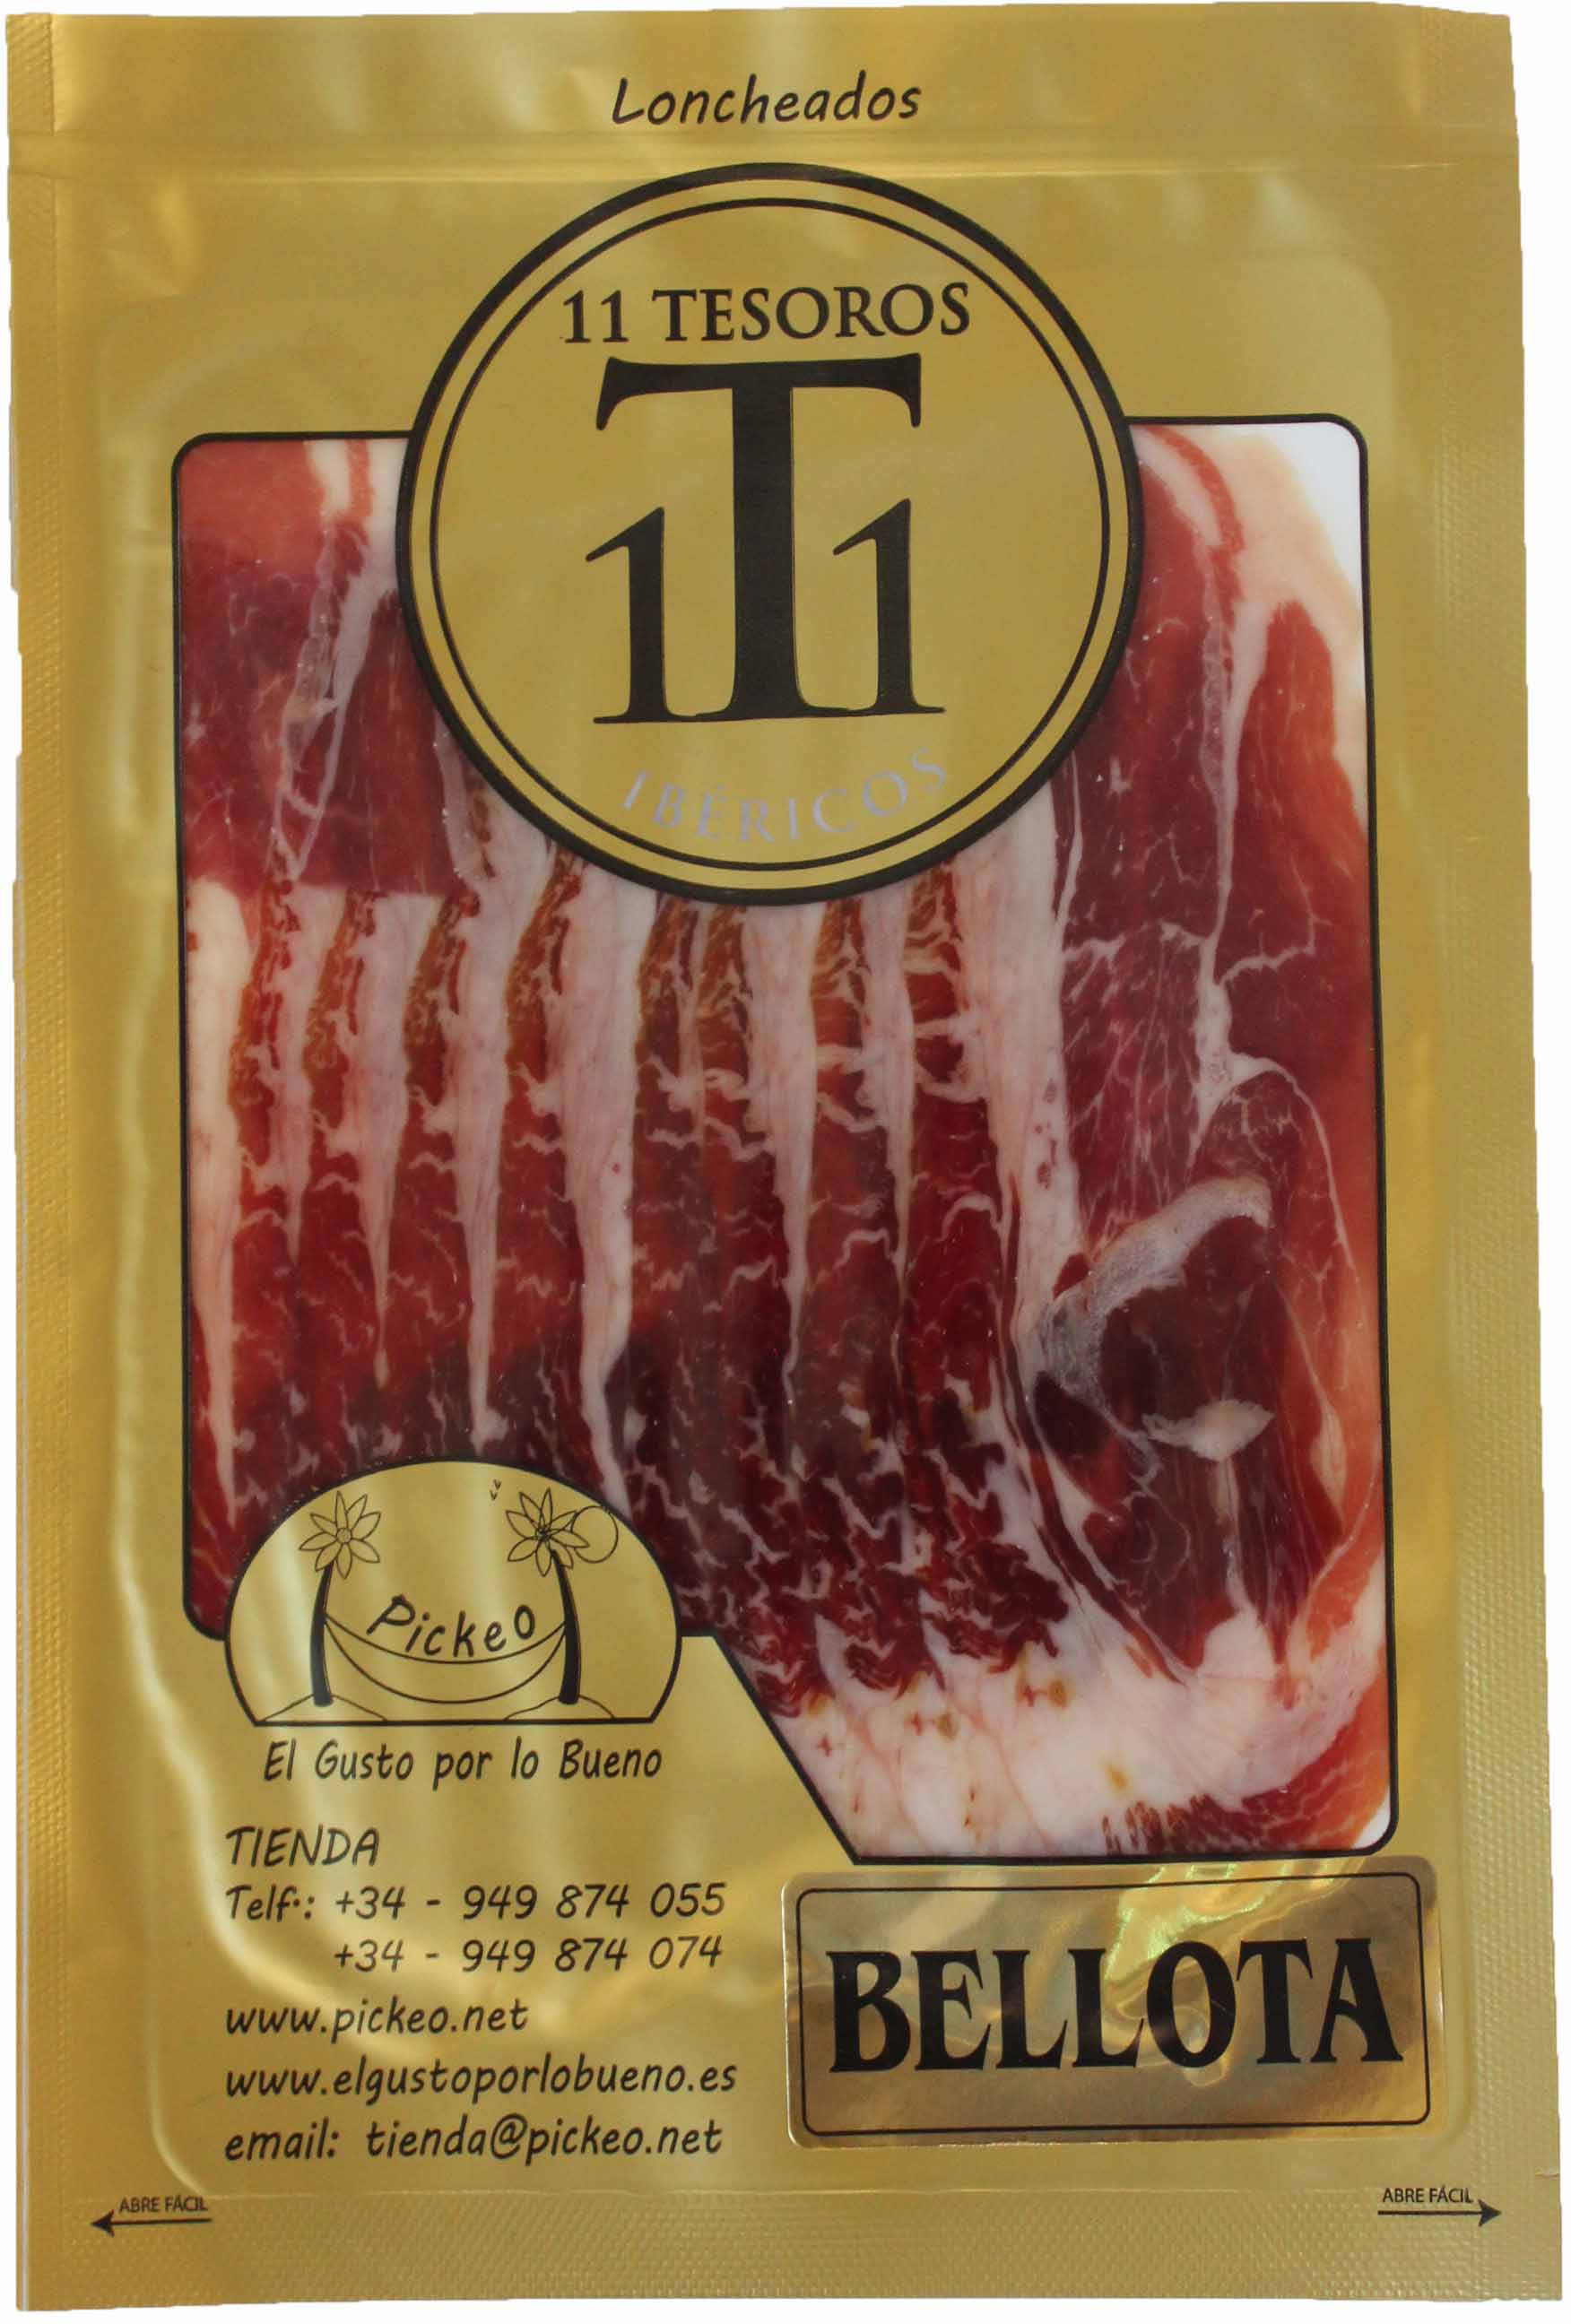 Loncheados
11 TESOROS
1T1
IBÉRICOS
Pickeo
El Gusto por lo Bueno
TIENDA
Telf.: +34 - 949 874 055
+34 - 949 874 074
www.pickeo.net
www.elgustoporlobueno.es
email: tienda@pickeo.net
BELLOTA
ABRE FÁCIL
ABRE FÁCIL